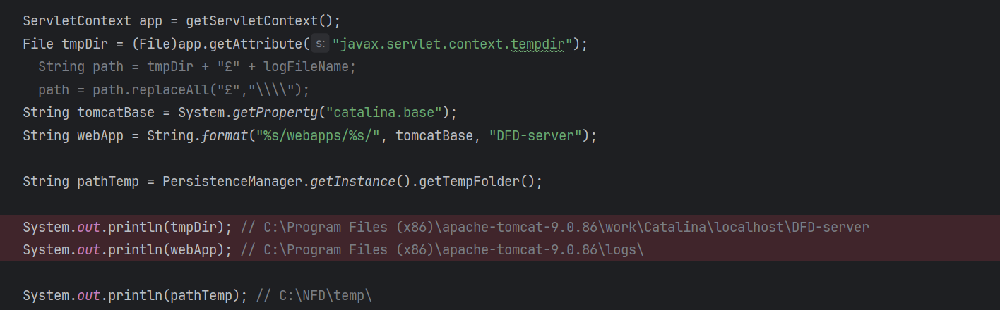 ServletContext app = getServletContext();
File tmpDir = (File)app.getAttribute( s: "javax.servlet.context.tempdir");
String path = tmpDir + "£" + logFileName;
path = path.replaceAll("£","\\\\");
String tomcatBase = System.getProperty("catalina.base");
String webApp = String.format("%s/webapps/%s/", tomcatBase, "DFD-server");
String pathTemp = PersistenceManager.getInstance().getTempFolder();
System.out.println(tmpDir); // C:\Program Files (x86)\apache-tomcat-9.0.86\work\Catalina\localhost\DFD-server
System.out.println(webApp); // C:\Program Files (x86)\apache-tomcat-9.0.86\logs\
System.out.println(pathTemp); // C:\NFD\temp\